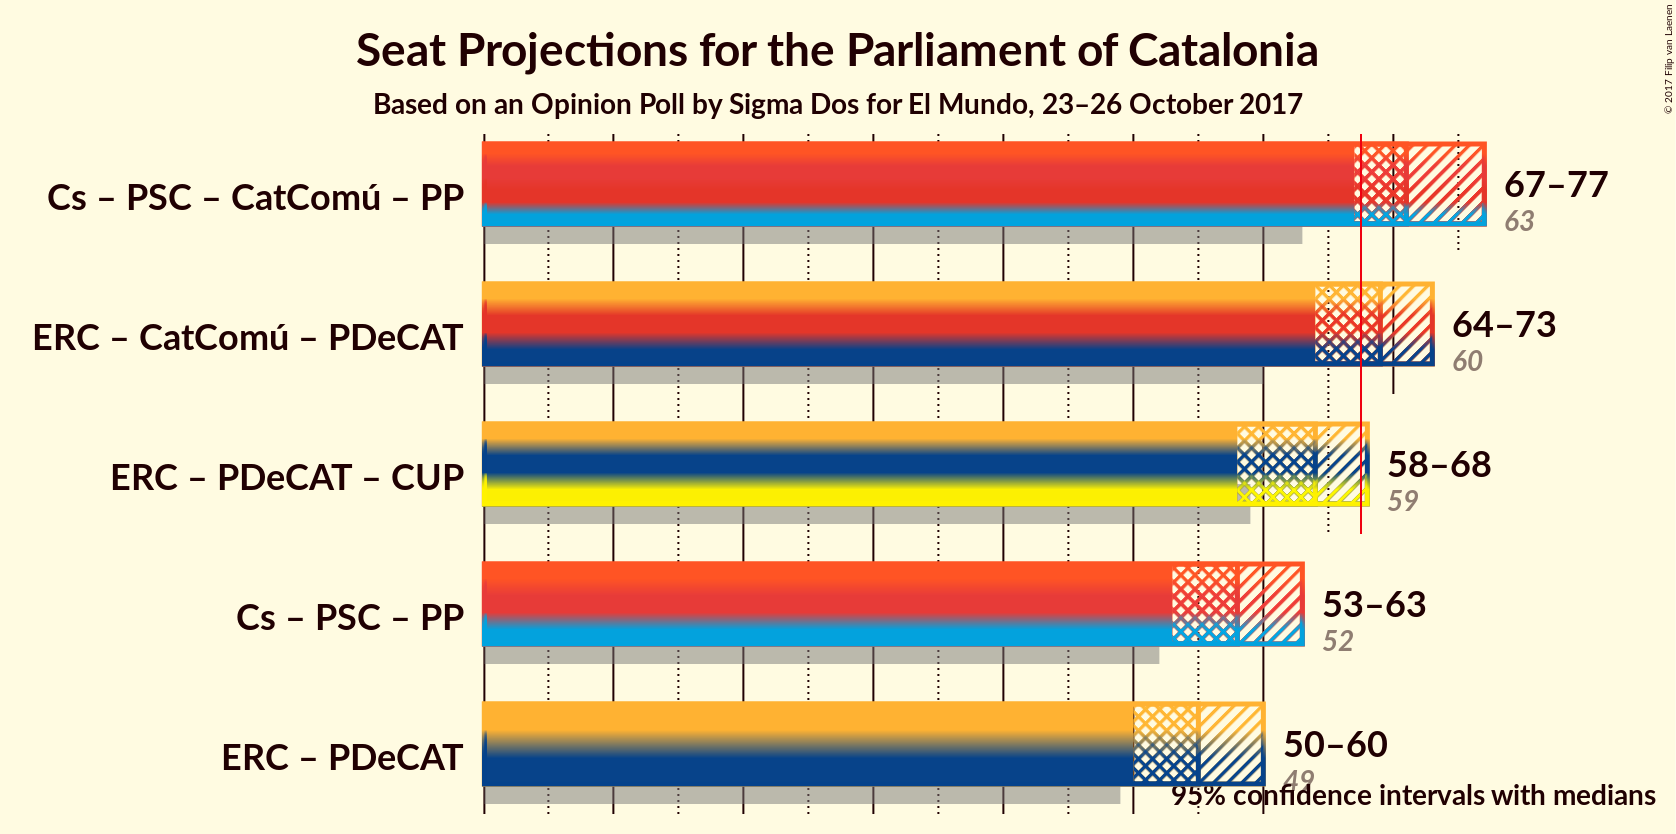 Seat Projections for the Parliament of Catalonia
Based on an Opinion Poll by Sigma Dos for El Mundo, 23–26 October 2017
© 2017 Filip van Laenen
Cs – PSC – CatComú – PP
67–77
63
ERC – CatComú – PDeCAT
64–73
60
ERC – PDeCAT – CUP
58–68
59
Cs – PSC – PP
53–63
52
ERC – PDeCAT
50–60
49
95% confidence intervals with medians